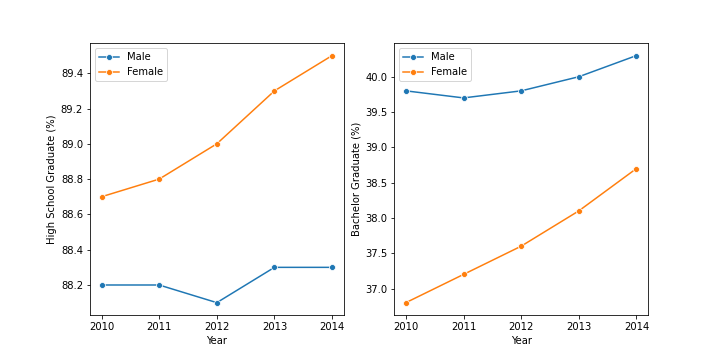 Male
Female
89.4
89.2
89.0
88.8
88.6
88.4
88.2
High School Graduate (%)
2010 2011 2012 2013 2014
Year
Male
Female
40.0
39.5
39.0
38.5
38.0
37.5
37.0
Bachelor Graduate (%)
2010 2011 2012 2013 2014
Year